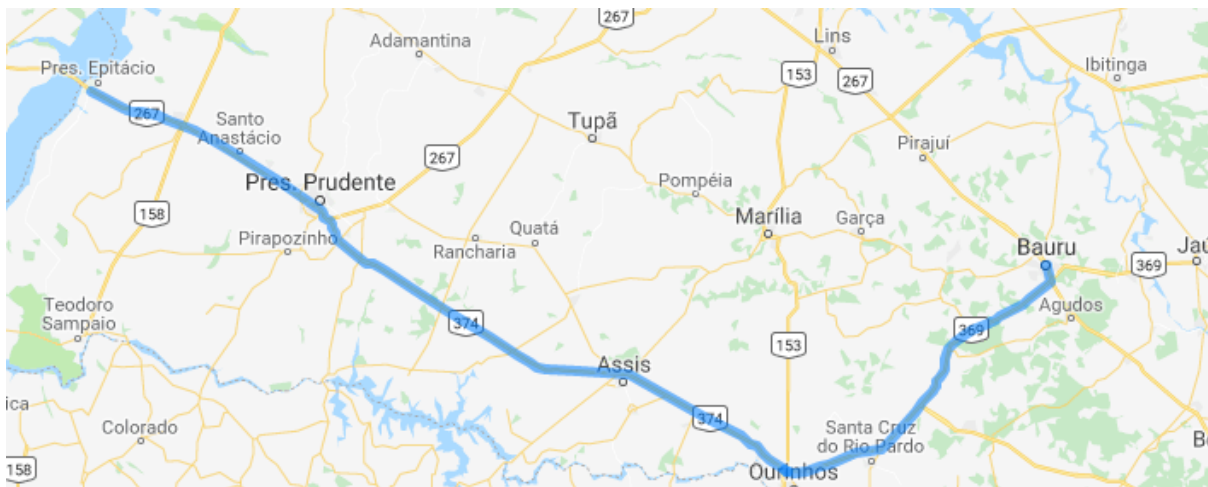 267
Lins
Adamantina
Pres. Epitácio
153
267
Ibitinga
267
Santo
Anastácio
Tupã
Pirajuí
267
Pres. Prudente
Pompéia
158
Marília
Garça
Quatá
Pirapozinho
Rancharia
Bauru
369
Jaú
Teodoro
Sampaio
Agudos
374
369
153
Assis
ica
374
Colorado
Santa Cruz
do Rio Pardo
Bo
158
Ourinhos